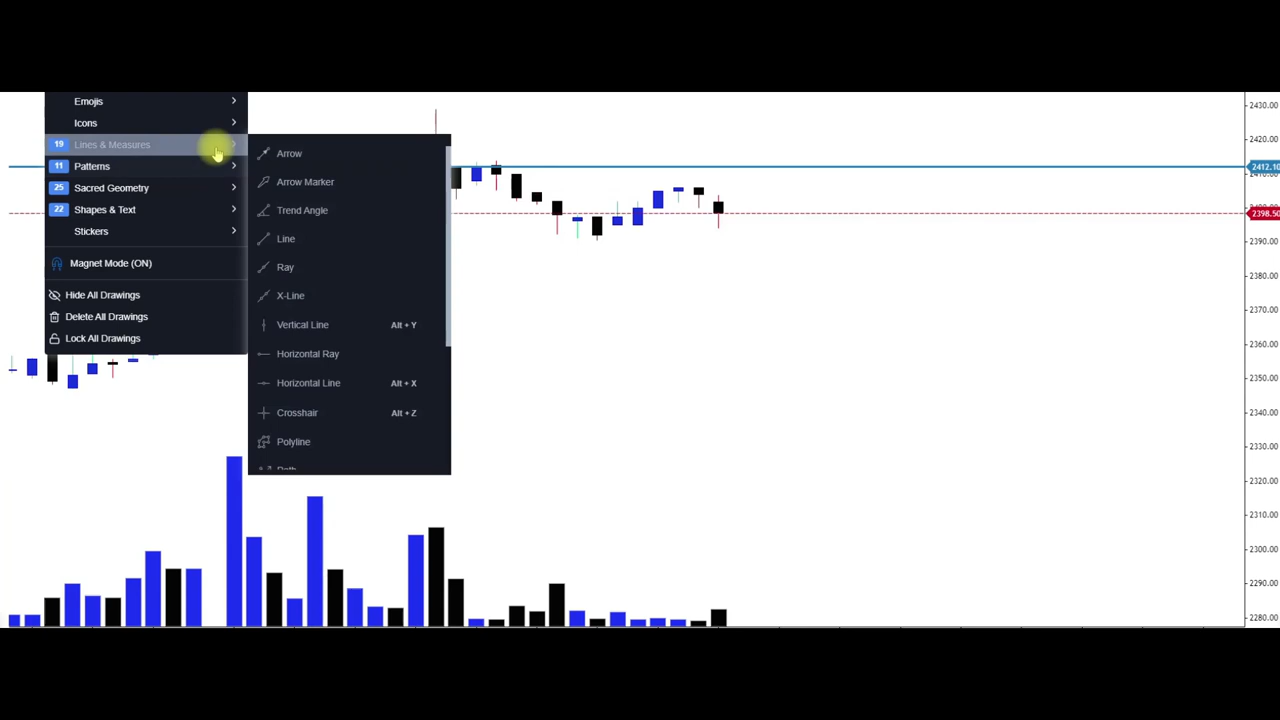 Emojis
Icons
19 Lines & Measures
11 Patterns
25 Sacred Geometry
22 Shapes & Text
Stickers
Magnet Mode (ON)
Hide All Drawings
Delete All Drawings
Lock All Drawings
Arrow
Arrow Marker
Trend Angle
Line
Ray
X-Line
Vertical Line Alt + Y
Horizontal Ray
Horizontal Line Alt + X
Crosshair Alt + Z
Polyline
2430.00
2420.00
2412.10
2398.50
2390.00
2380.00
2370.00
2360.00
2350.00
2340.00
2330.00
2320.00
2310.00
2300.00
2290.00
2280.00